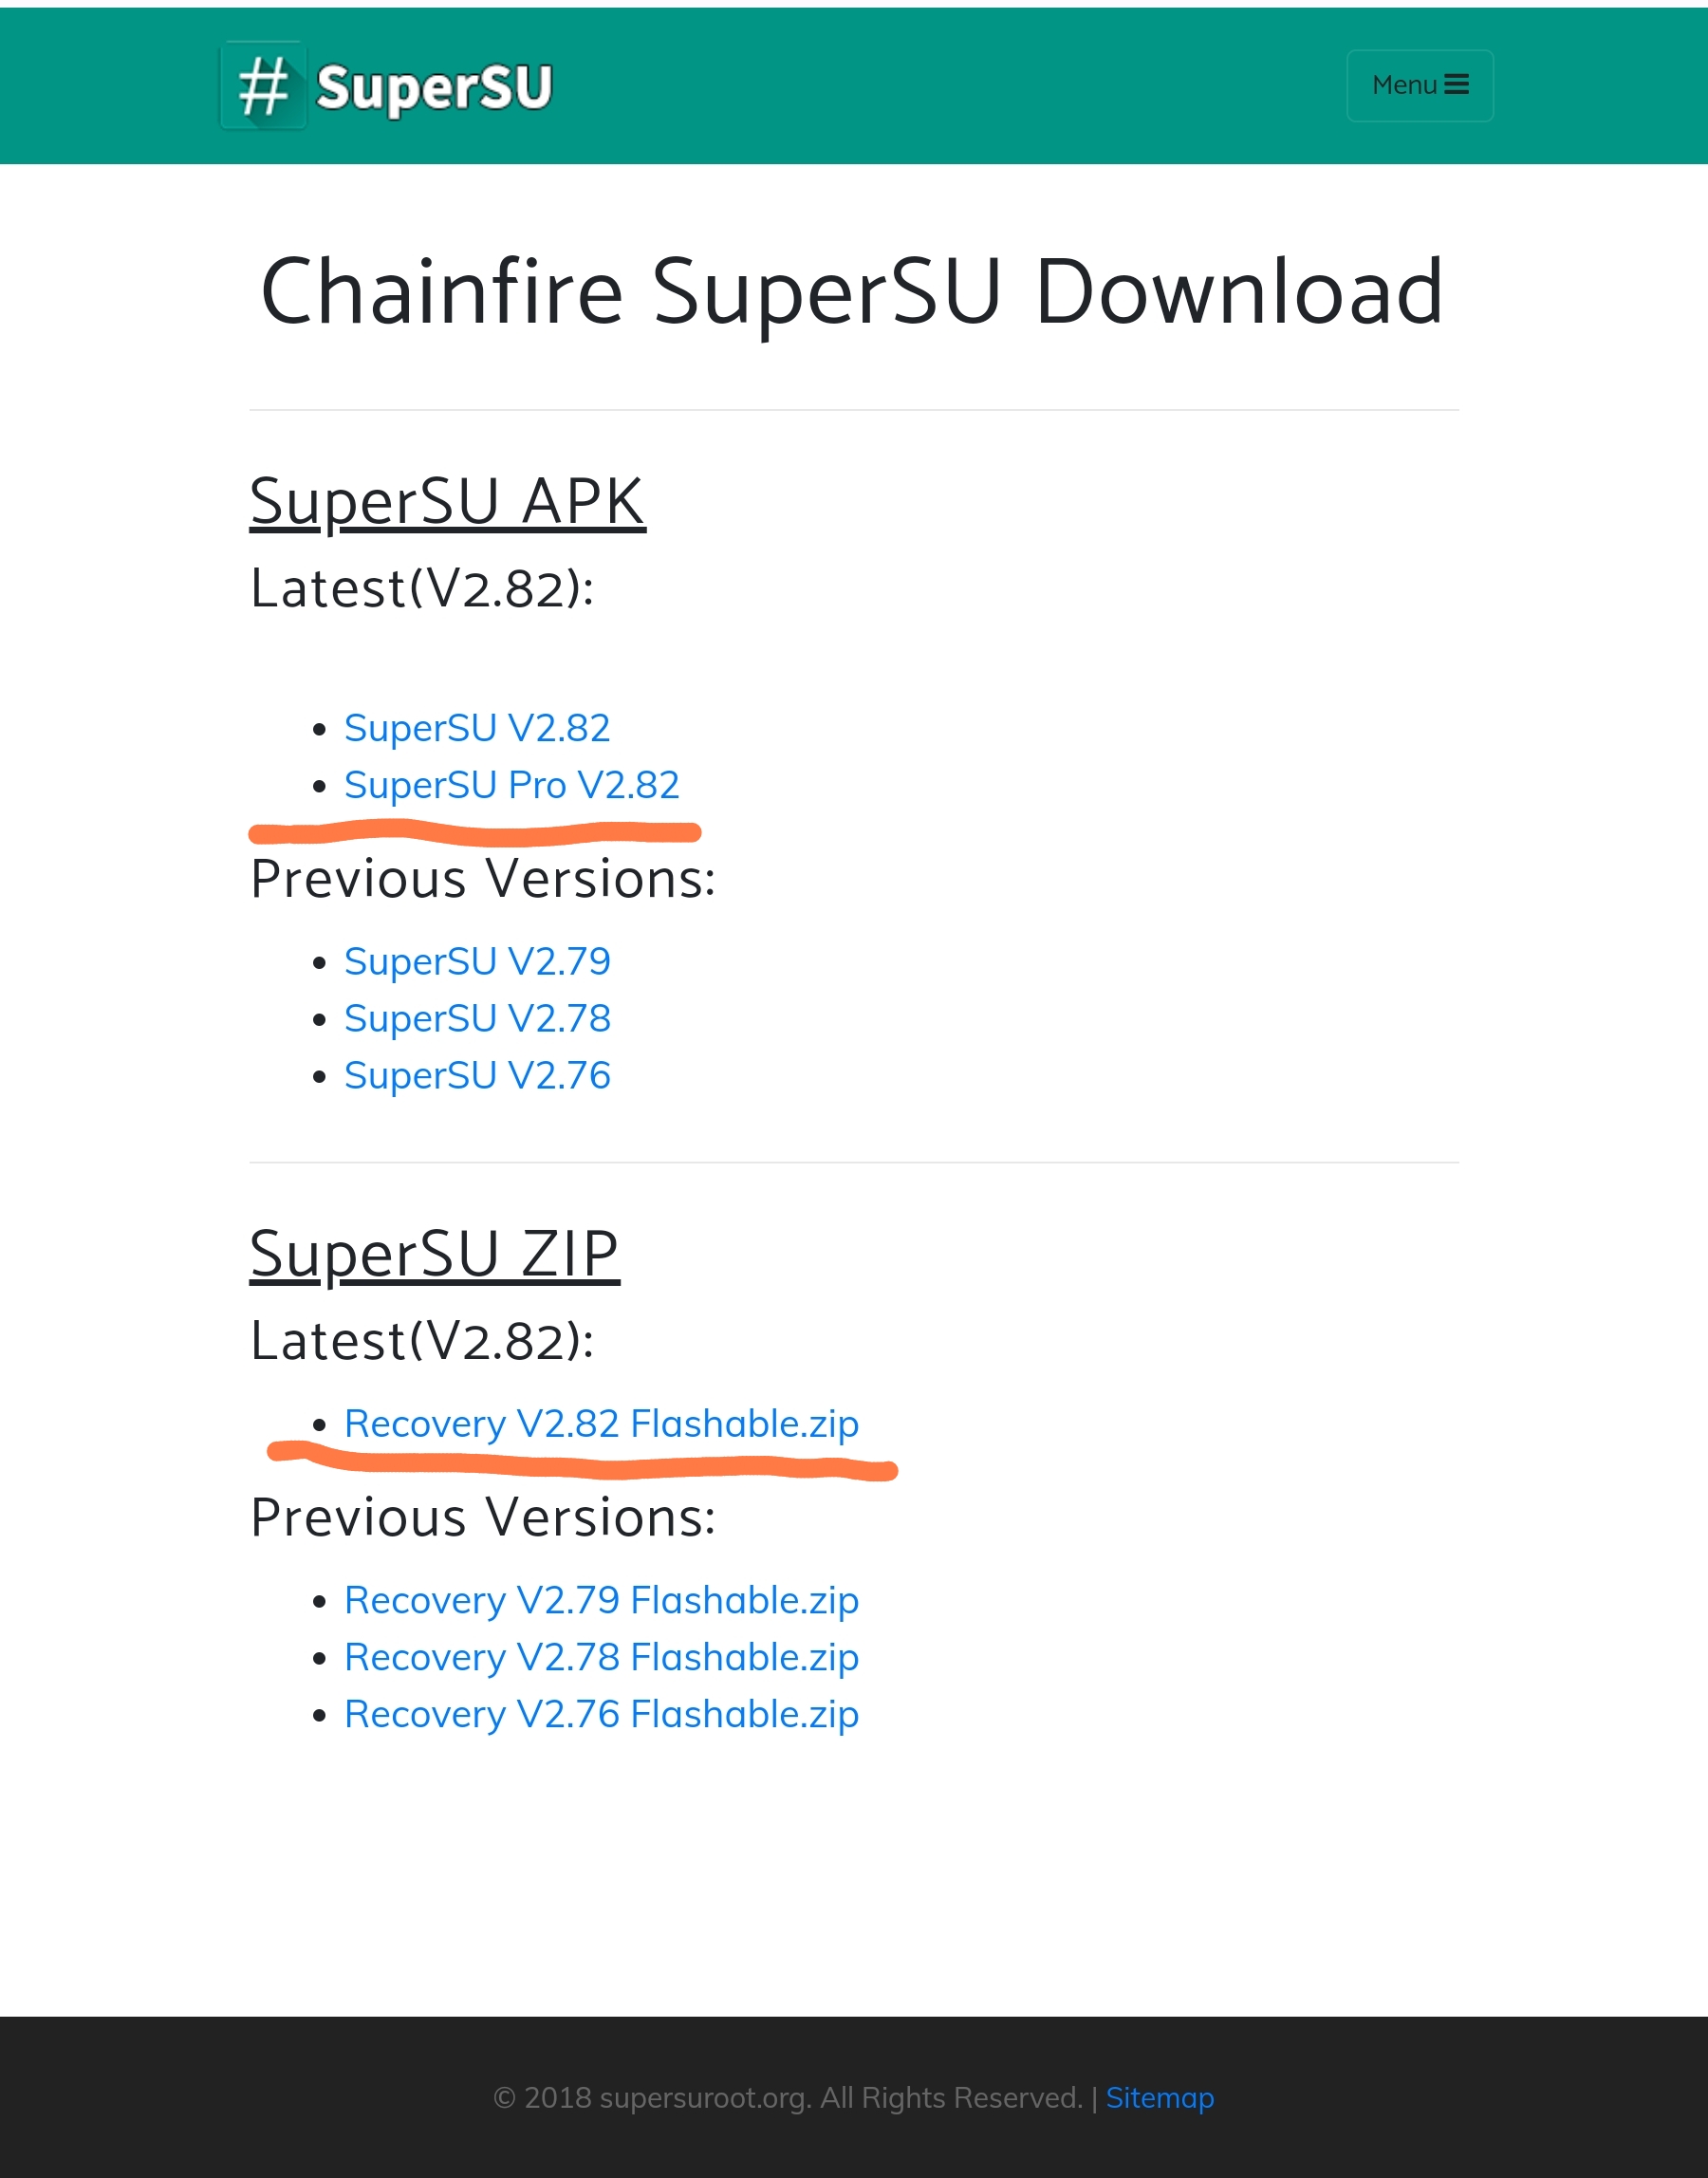 # SuperSU
Menu
Chainfire SuperSU Download
SuperSU APK
Latest(V2.82):
SuperSU V2.82
SuperSU Pro V2.82
Previous Versions:
SuperSU V2.79
SuperSU V2.78
SuperSU V2.76
SuperSU ZIP
Latest(V2.82):
Recovery V2.82 Flashable.zip
Previous Versions:
Recovery V2.79 Flashable.zip
Recovery V2.78 Flashable.zip
Recovery V2.76 Flashable.zip
© 2018 supersuroot.org. All Rights Reserved. | Sitemap